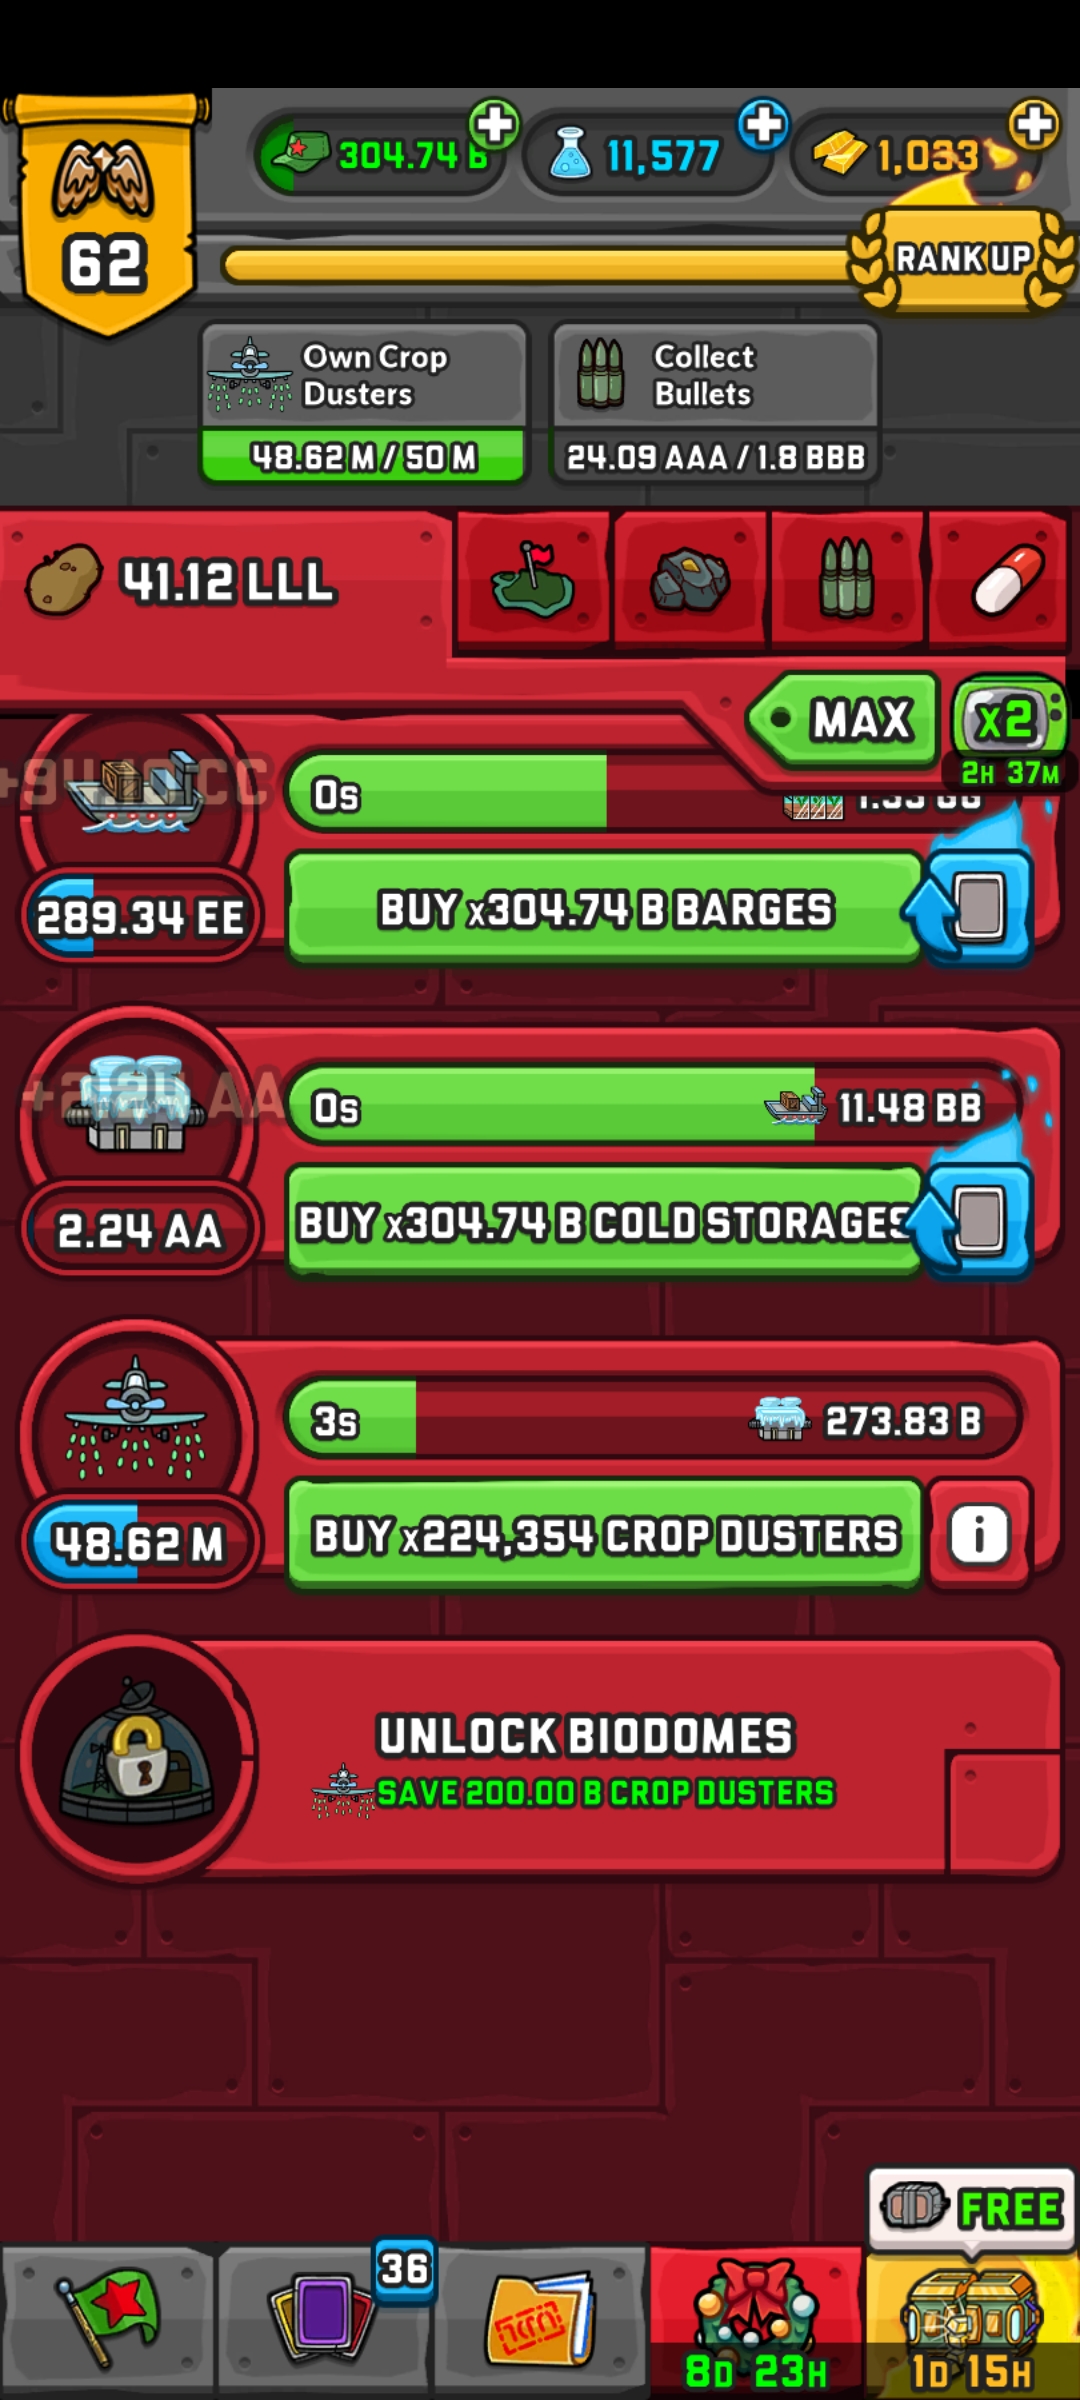 304.74 B
11,577
1,033
62
RANK UP
Own Crop
Dusters
48.62 M / 50 M
Collect
Bullets
24.09 AAA / 1.8 BBB
41.12 LLL
MAX
x2
2H 37M
0s
289.34 EE
BUY x304.74 B BARGES
+2.24 AA
0s
11.48 BB
2.24 AA
BUY x304.74 B COLD STORAGES
3s
273.83 B
48.62 M
BUY x224,354 CROP DUSTERS
i
UNLOCK BIODOMES
SAVE 200.00 B CROP DUSTERS
FREE
36
8D 23H
1D 15H